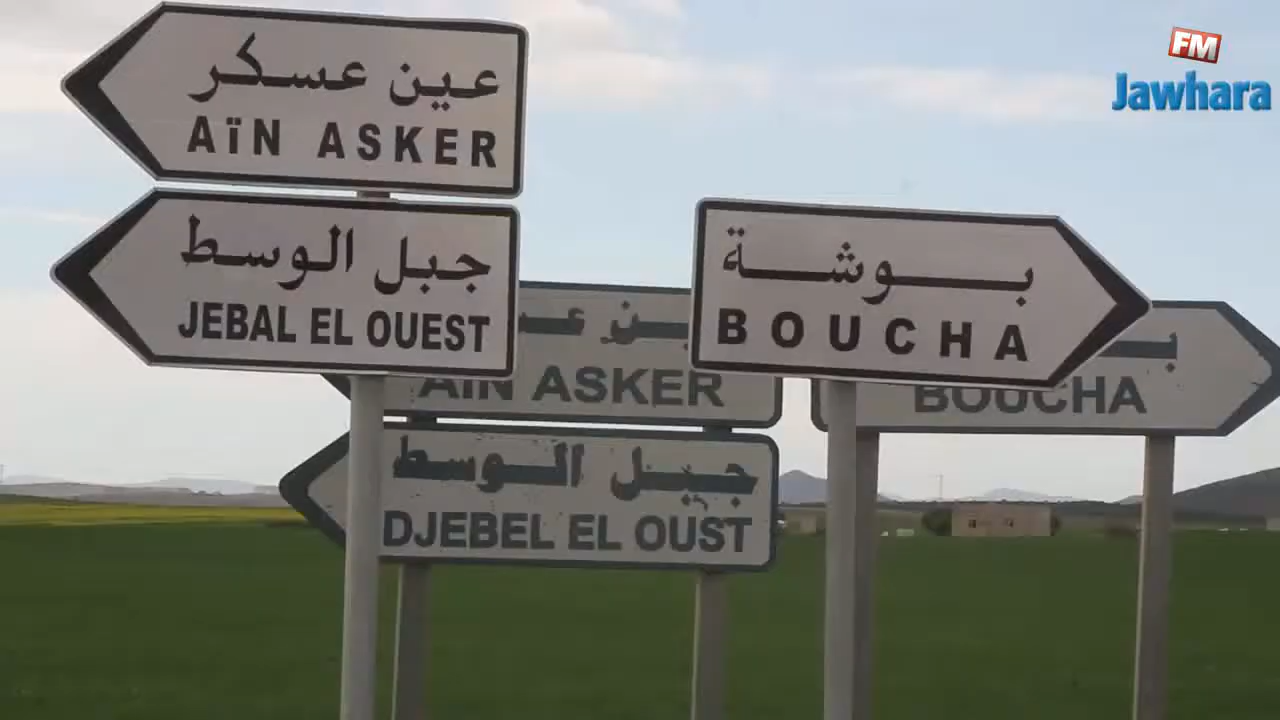 FM
Jawhara
عين عسكر
AÏN ASKER
جبل الوسط
JEBAL EL OUEST
بوشة
BOUCHA
AIN ASKER
BOUCHA
جبل الوسط
DJEBEL EL OUST